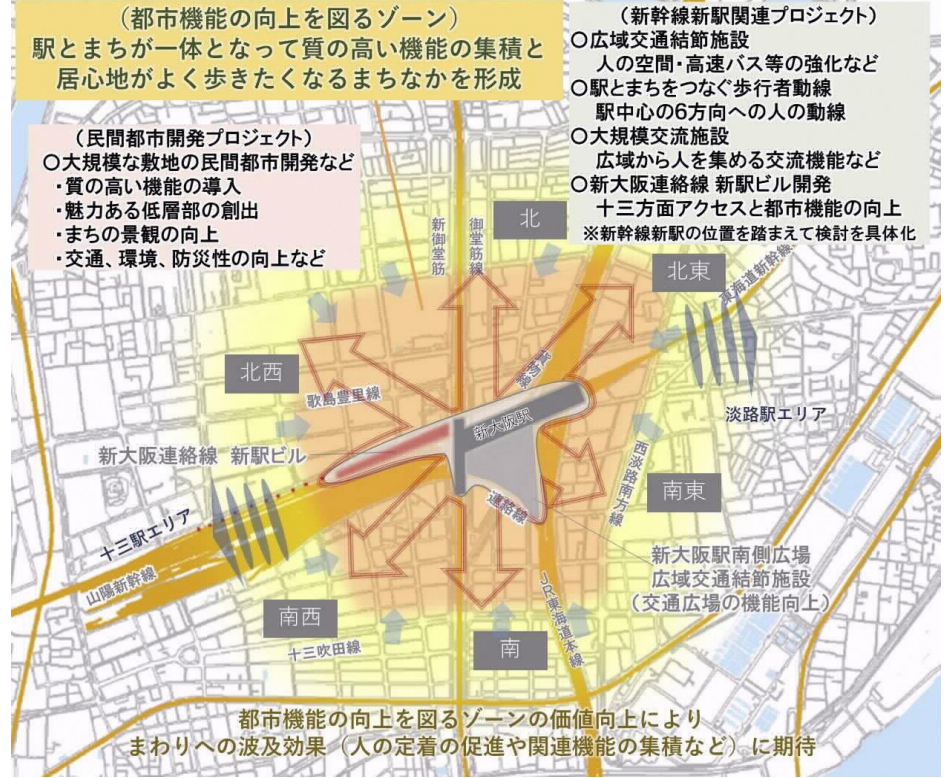 （都市機能の向上を図るゾーン）
駅とまちが一体となって質の高い機能の集積と
居心地がよく歩きたくなるまちなかを形成
（新幹線新駅関連プロジェクト）
○広域交通結節施設
人の空間・高速バス等の強化など
○駅とまちをつなぐ歩行者動線
駅中心の6方向への人の動線
○大規模交流施設
広域から人を集める交流機能など
○新大阪連絡線 新駅ビル開発
十三方面アクセスと都市機能の向上
※新幹線新駅の位置を踏まえて検討を具体化
（民間都市開発プロジェクト）
○大規模な敷地の民間都市開発など
・質の高い機能の導入
・魅力ある低層部の創出
・まちの景観の向上
・交通、環境、防災性の向上など
新御堂筋
御堂筋線
北
北東
東海道新幹線
貨物線
北西
歌島豊里線
新大阪駅
淡路駅エリア
新大阪連絡線 新駅ビル
西淡路南方線
南東
連絡線
十三駅エリア
山陽新幹線
新大阪駅南側広場
広域交通結節施設
（交通広場の機能向上）
JR東海道本線
南西
十三吹田線
南
都市機能の向上を図るゾーンの価値向上により
まわりへの波及効果（人の定着の促進や関連機能の集積など）に期待